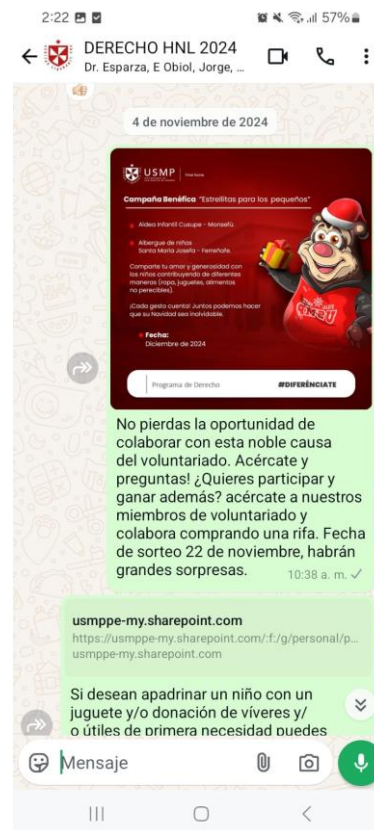 2:22
57%
DERECHO HNL 2024
Dr. Esparza, E Obiol, Jorge, ...
4 de noviembre de 2024
USMP
Campaña Benéfica "Estrellitas para los pequeños"
Aldea Infantil Cusupe - Monsefú.
Albergue de niños
Santa María Josefa - Ferreñafe.
Comparte tu amor y generosidad con
los niños contribuyendo de diferentes
maneras (ropa, juguetes, alimentos
no perecibles).
¡Cada gesto cuenta! Juntos podemos hacer
que su Navidad sea inolvidable.
Fecha:
Diciembre de 2024
Programa de Derecho
#DIFERÉNCIATE
No pierdas la oportunidad de
colaborar con esta noble causa
del voluntariado. Acércate y
preguntas! ¿Quieres participar y
ganar además? acércate a nuestros
miembros de voluntariado y
colabora comprando una rifa. Fecha
de sorteo 22 de noviembre, habrán
grandes sorpresas.
10:38 a. m.
usmppe-my.sharepoint.com
https://usmppe-my.sharepoint.com/:f:/g/personal/p...
usmppe-my.sharepoint.com
Si desean apadrinar un niño con un
juguete y/o donación de víveres y/
o útiles de primera necesidad puedes
Mensaje